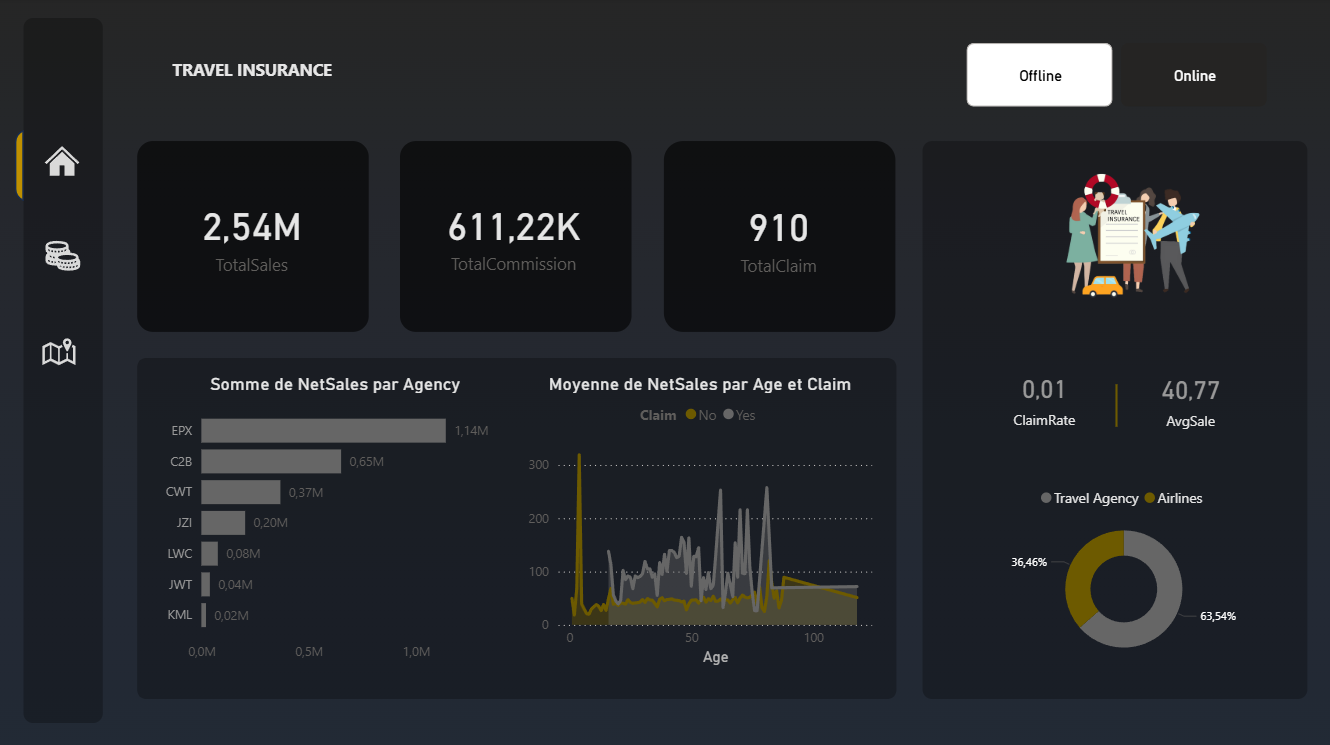 TRAVEL INSURANCE
Offline
Online
2,54M
TotalSales
611,22K
TotalCommission
910
TotalClaim
TRAVEL
INSURANCE
0,01
ClaimRate
40,77
AvgSale
Travel Agency
Airlines
36,46%
63,54%
Somme de NetSales par Agency
EPX
1,14M
C2B
0,65M
CWT
0,37M
JZI
0,20M
LWC
0,08M
JWT
0,04M
KML
0,02M
0,0M
0,5M
1,0M
Moyenne de NetSales par Age et Claim
Claim
No
Yes
300
200
100
0
0
50
100
Age